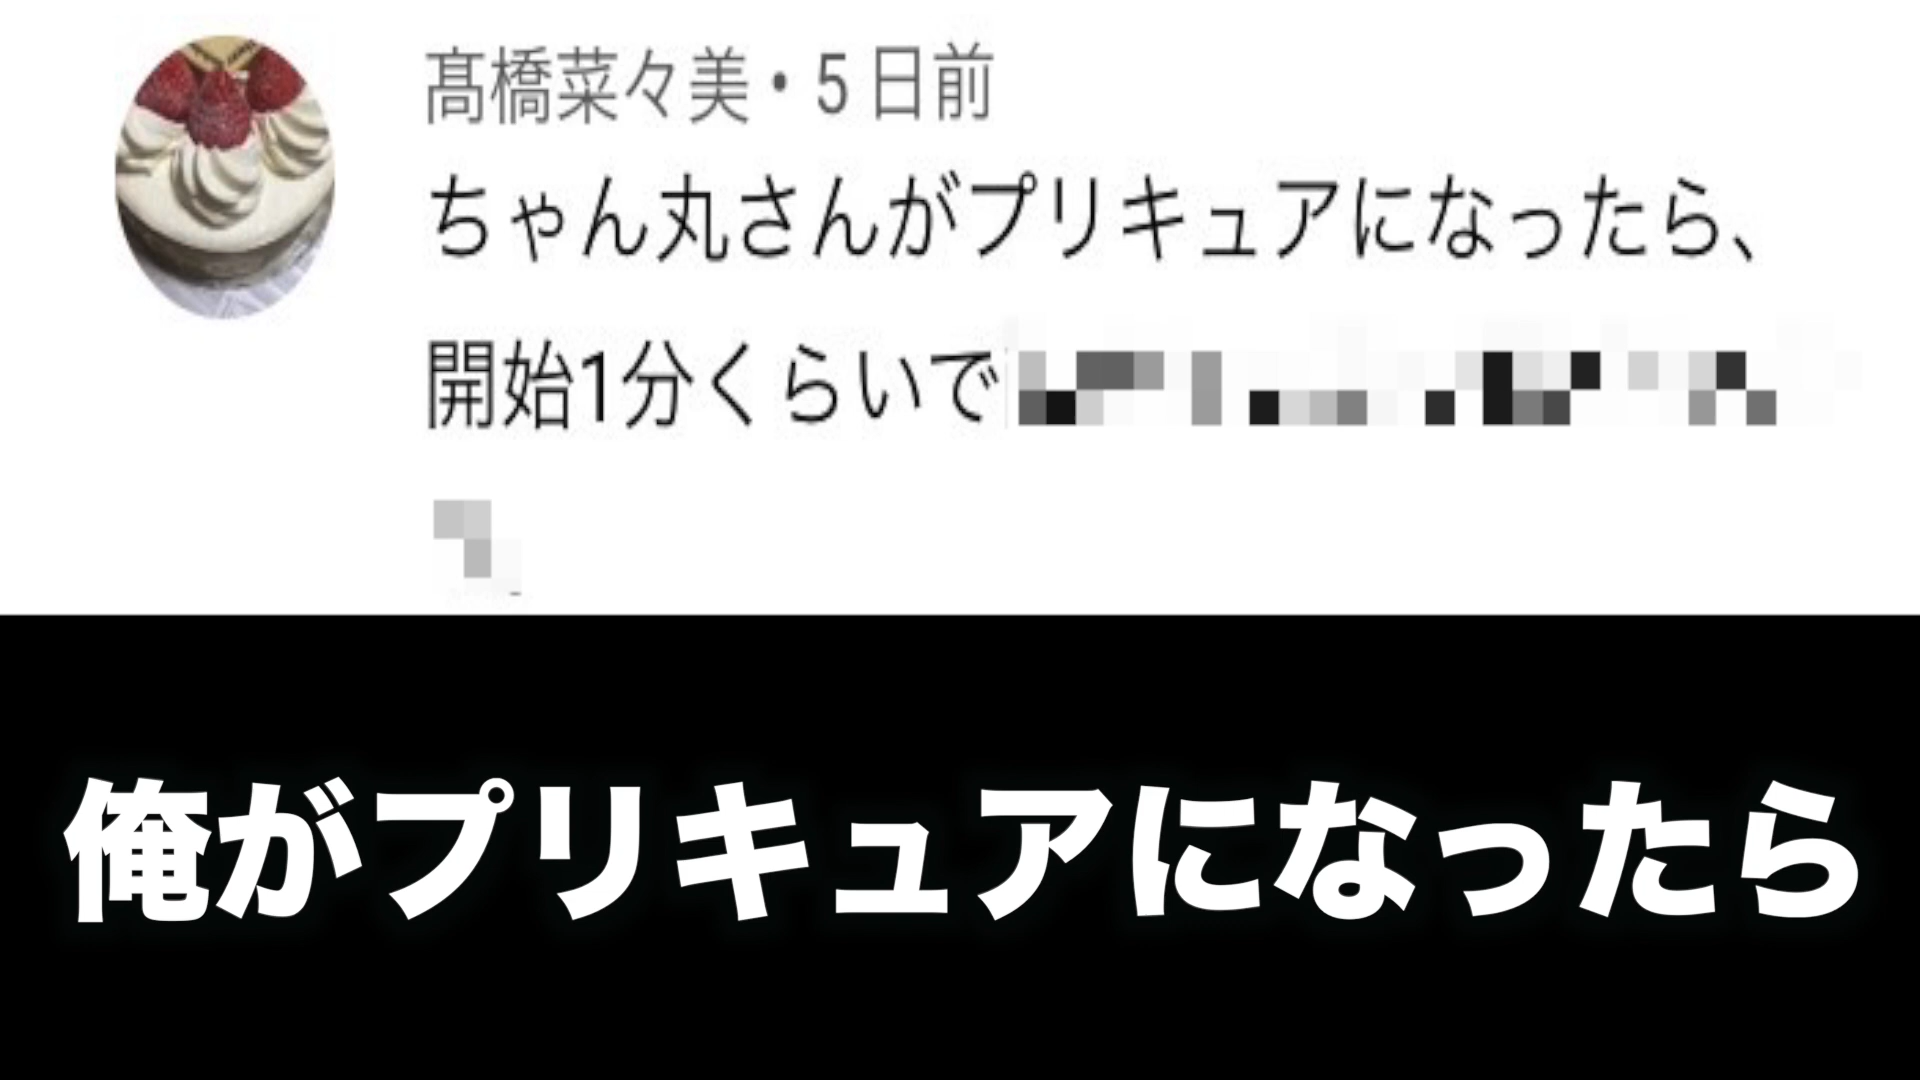 髙橋菜々美・5 日前
ちゃん丸さんがプリキュアになったら、
開始1分くらいで
俺がプリキュアになったら